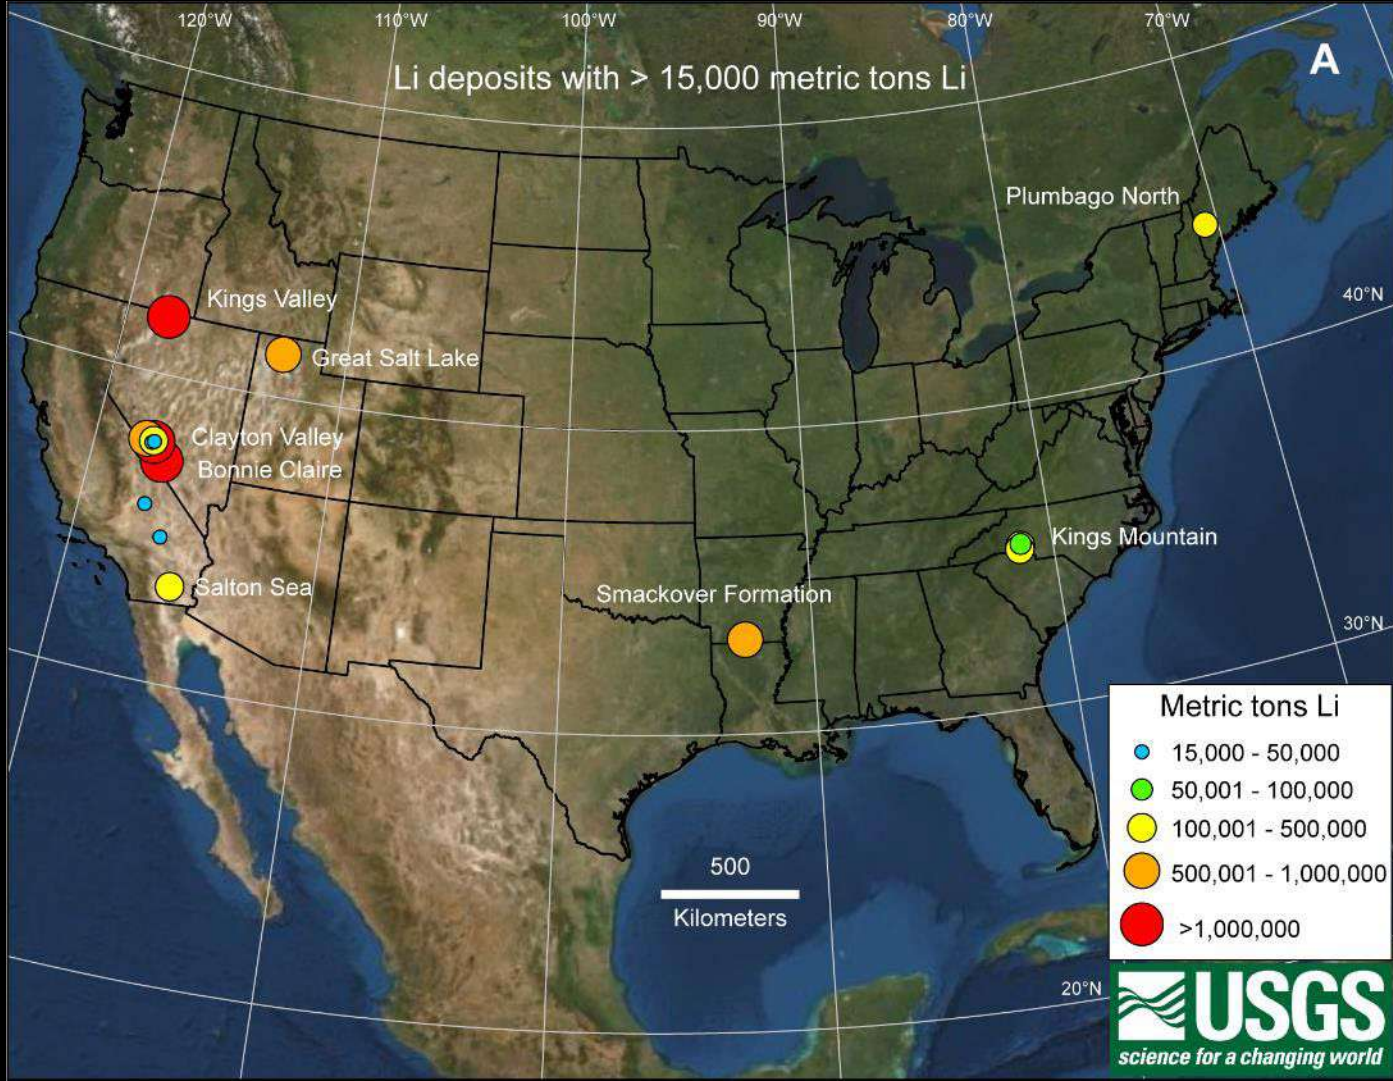 120°W
110°W
100°W
90°W
80°W
70°W
A
Li deposits with > 15,000 metric tons Li
Plumbago North
40°N
Kings Valley
Great Salt Lake
Clayton Valley
Bonnie Claire
Kings Mountain
Salton Sea
Smackover Formation
30°N
Metric tons Li
15,000 - 50,000
50,001 - 100,000
100,001 - 500,000
500,001 - 1,000,000
>1,000,000
500
Kilometers
20°N
USGS
science for a changing world